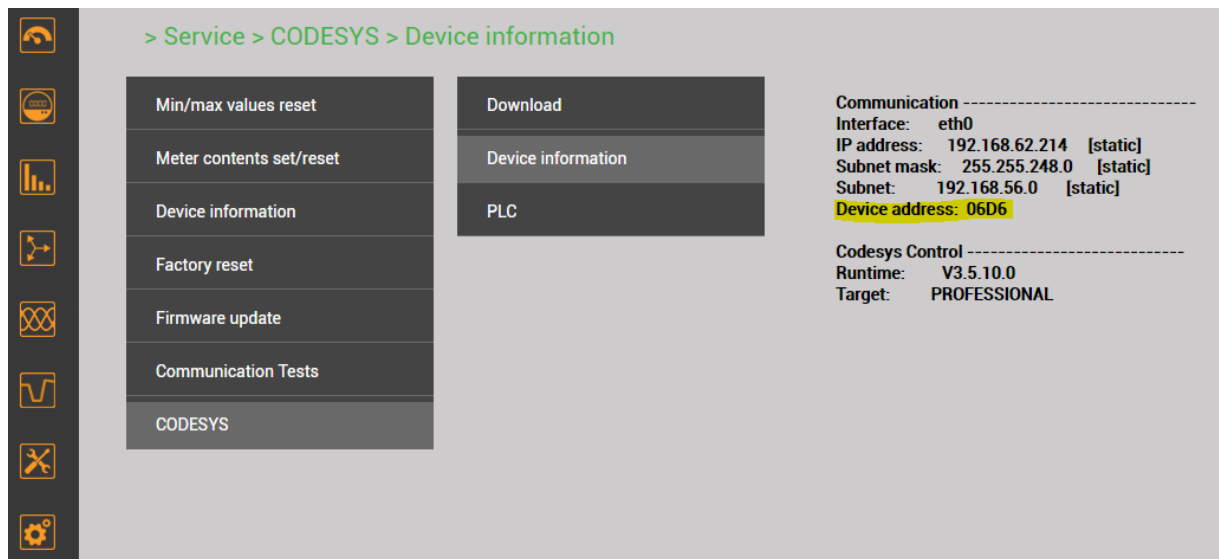 > Service > CODESYS > Device information
Min/max values reset
Meter contents set/reset
Device information
Factory reset
Firmware update
Communication Tests
CODESYS
Download
Device information
PLC
Communication -----------------------------
Interface: eth0
IP address: 192.168.62.214 [static]
Subnet mask: 255.255.248.0 [static]
Subnet: 192.168.56.0 [static]
Device address: 06D6
Codesys Control ---------------------------
Runtime: V3.5.10.0
Target: PROFESSIONAL